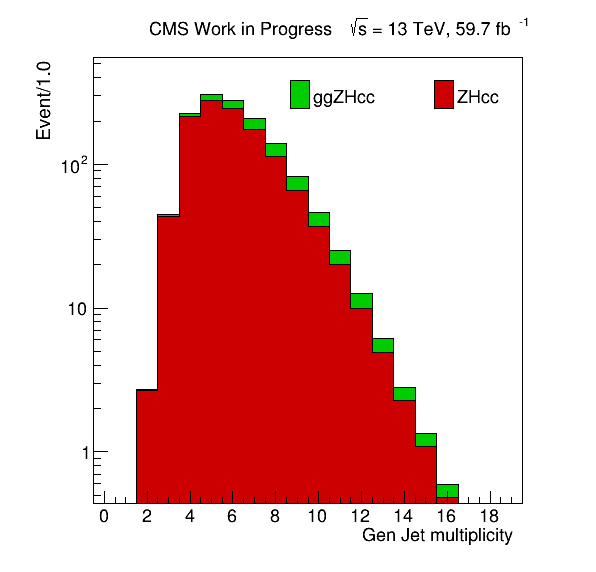 CMS Work in Progress √s = 13 TeV, 59.7 fb⁻¹
Event/1.0
ggZHcc ZHcc
10²
10
1
0 2 4 6 8 10 12 14 16 18
Gen Jet multiplicity